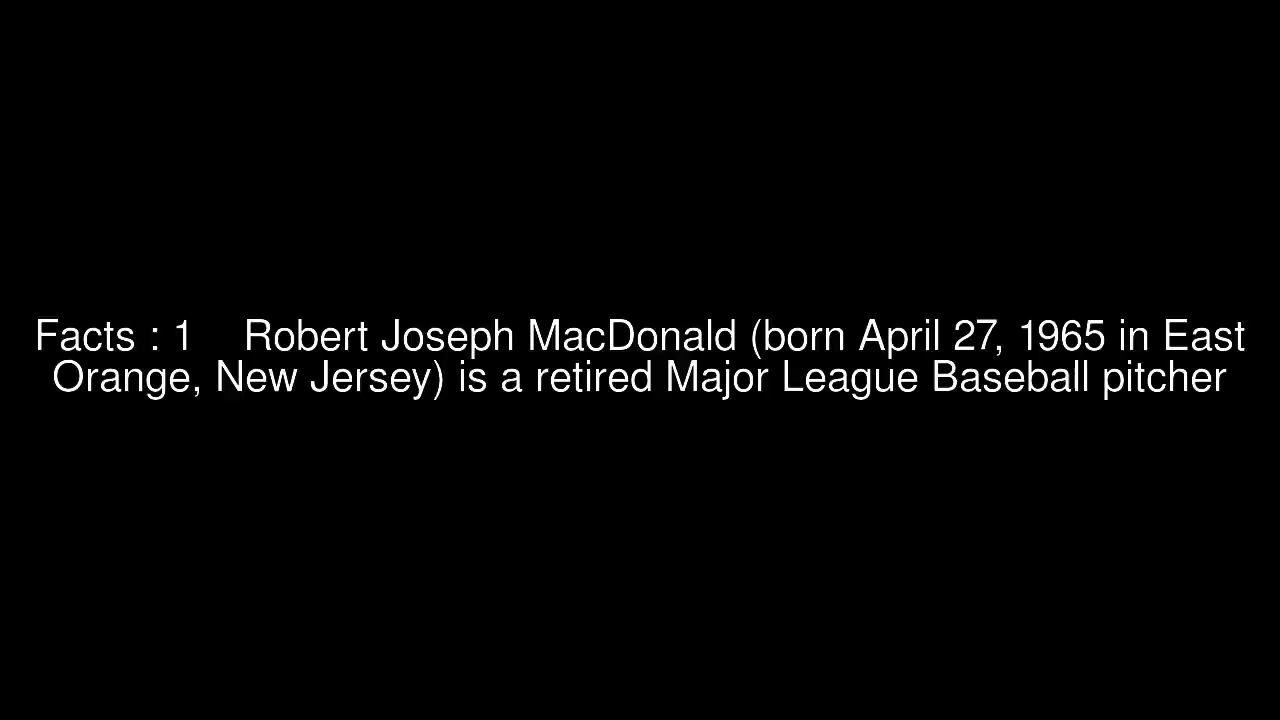 Facts : 1    Robert Joseph MacDonald (born April 27, 1965 in East
Orange, New Jersey) is a retired Major League Baseball pitcher